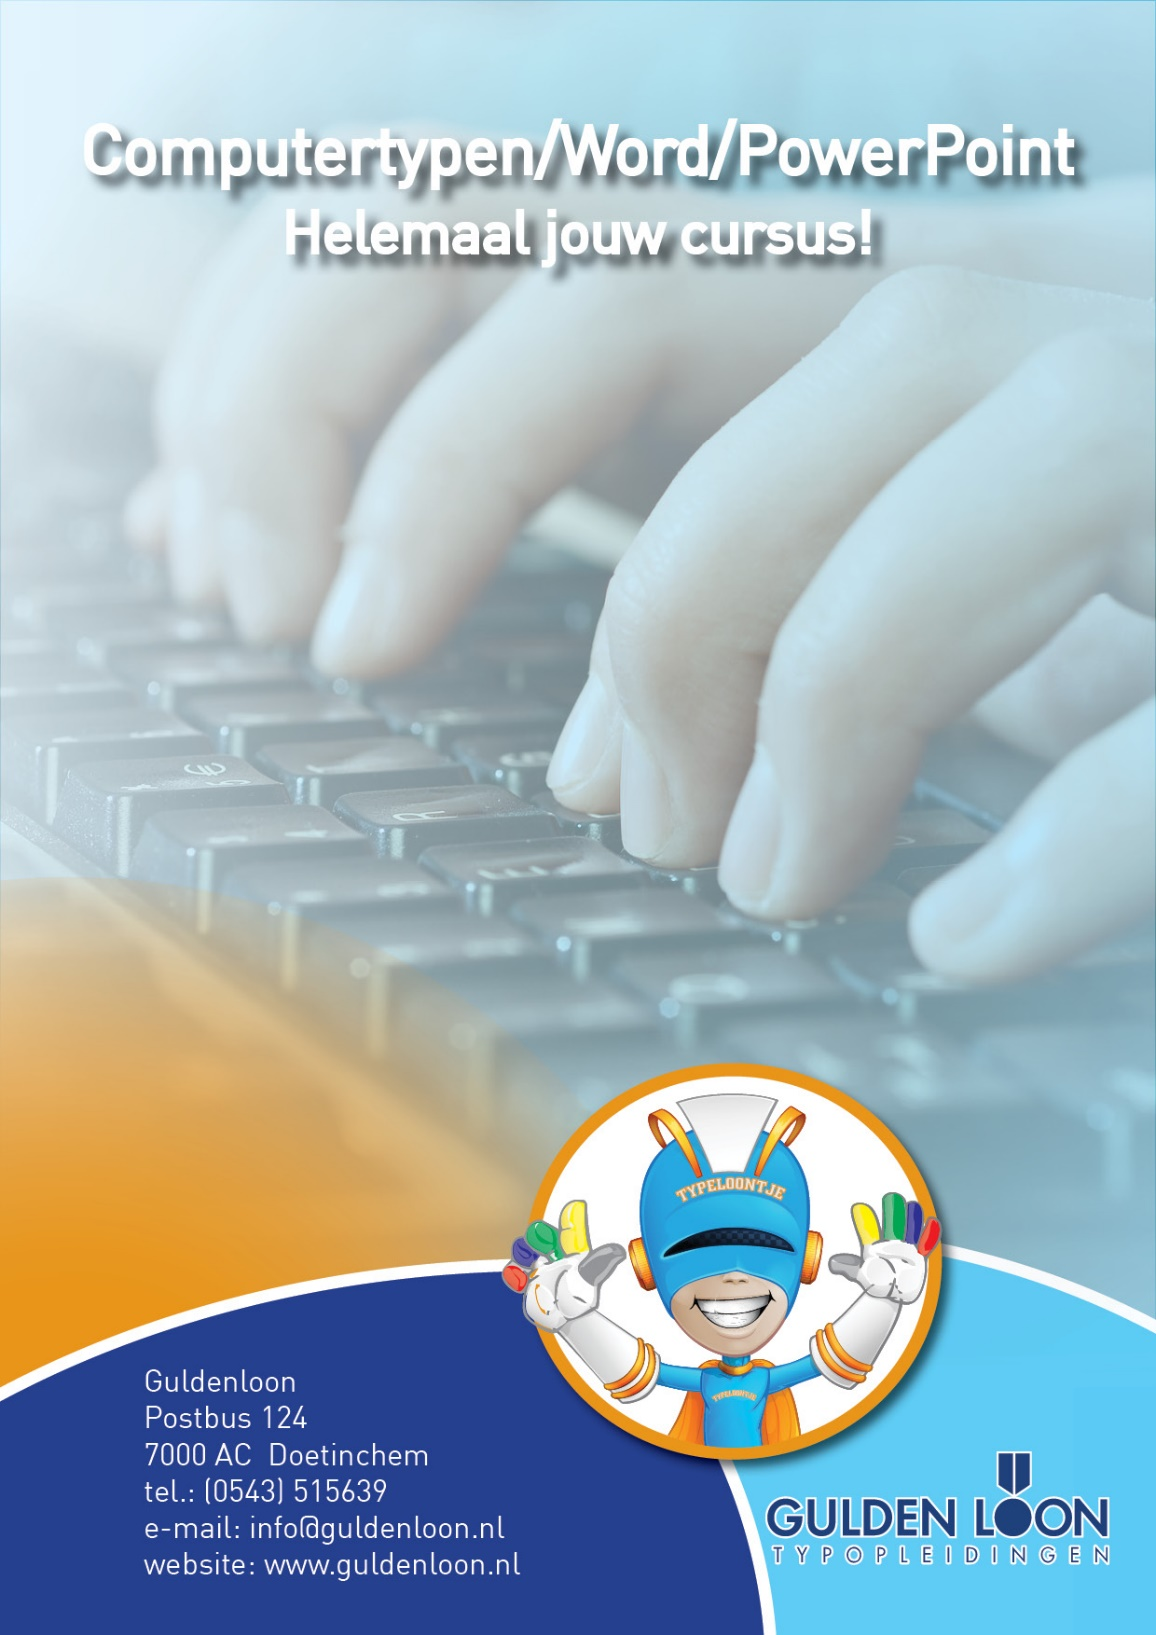 Computertypen/Word/PowerPoint
Helemaal jouw cursus!
TYPELOONTJE
TYPELOONTJE
Guldenloon
Postbus 124
7000 AC  Doetinchem
tel.: (0543) 515639
e-mail: info@guldenloon.nl
website: www.guldenloon.nl
GULDEN LOON
TYPOPLEIDINGEN